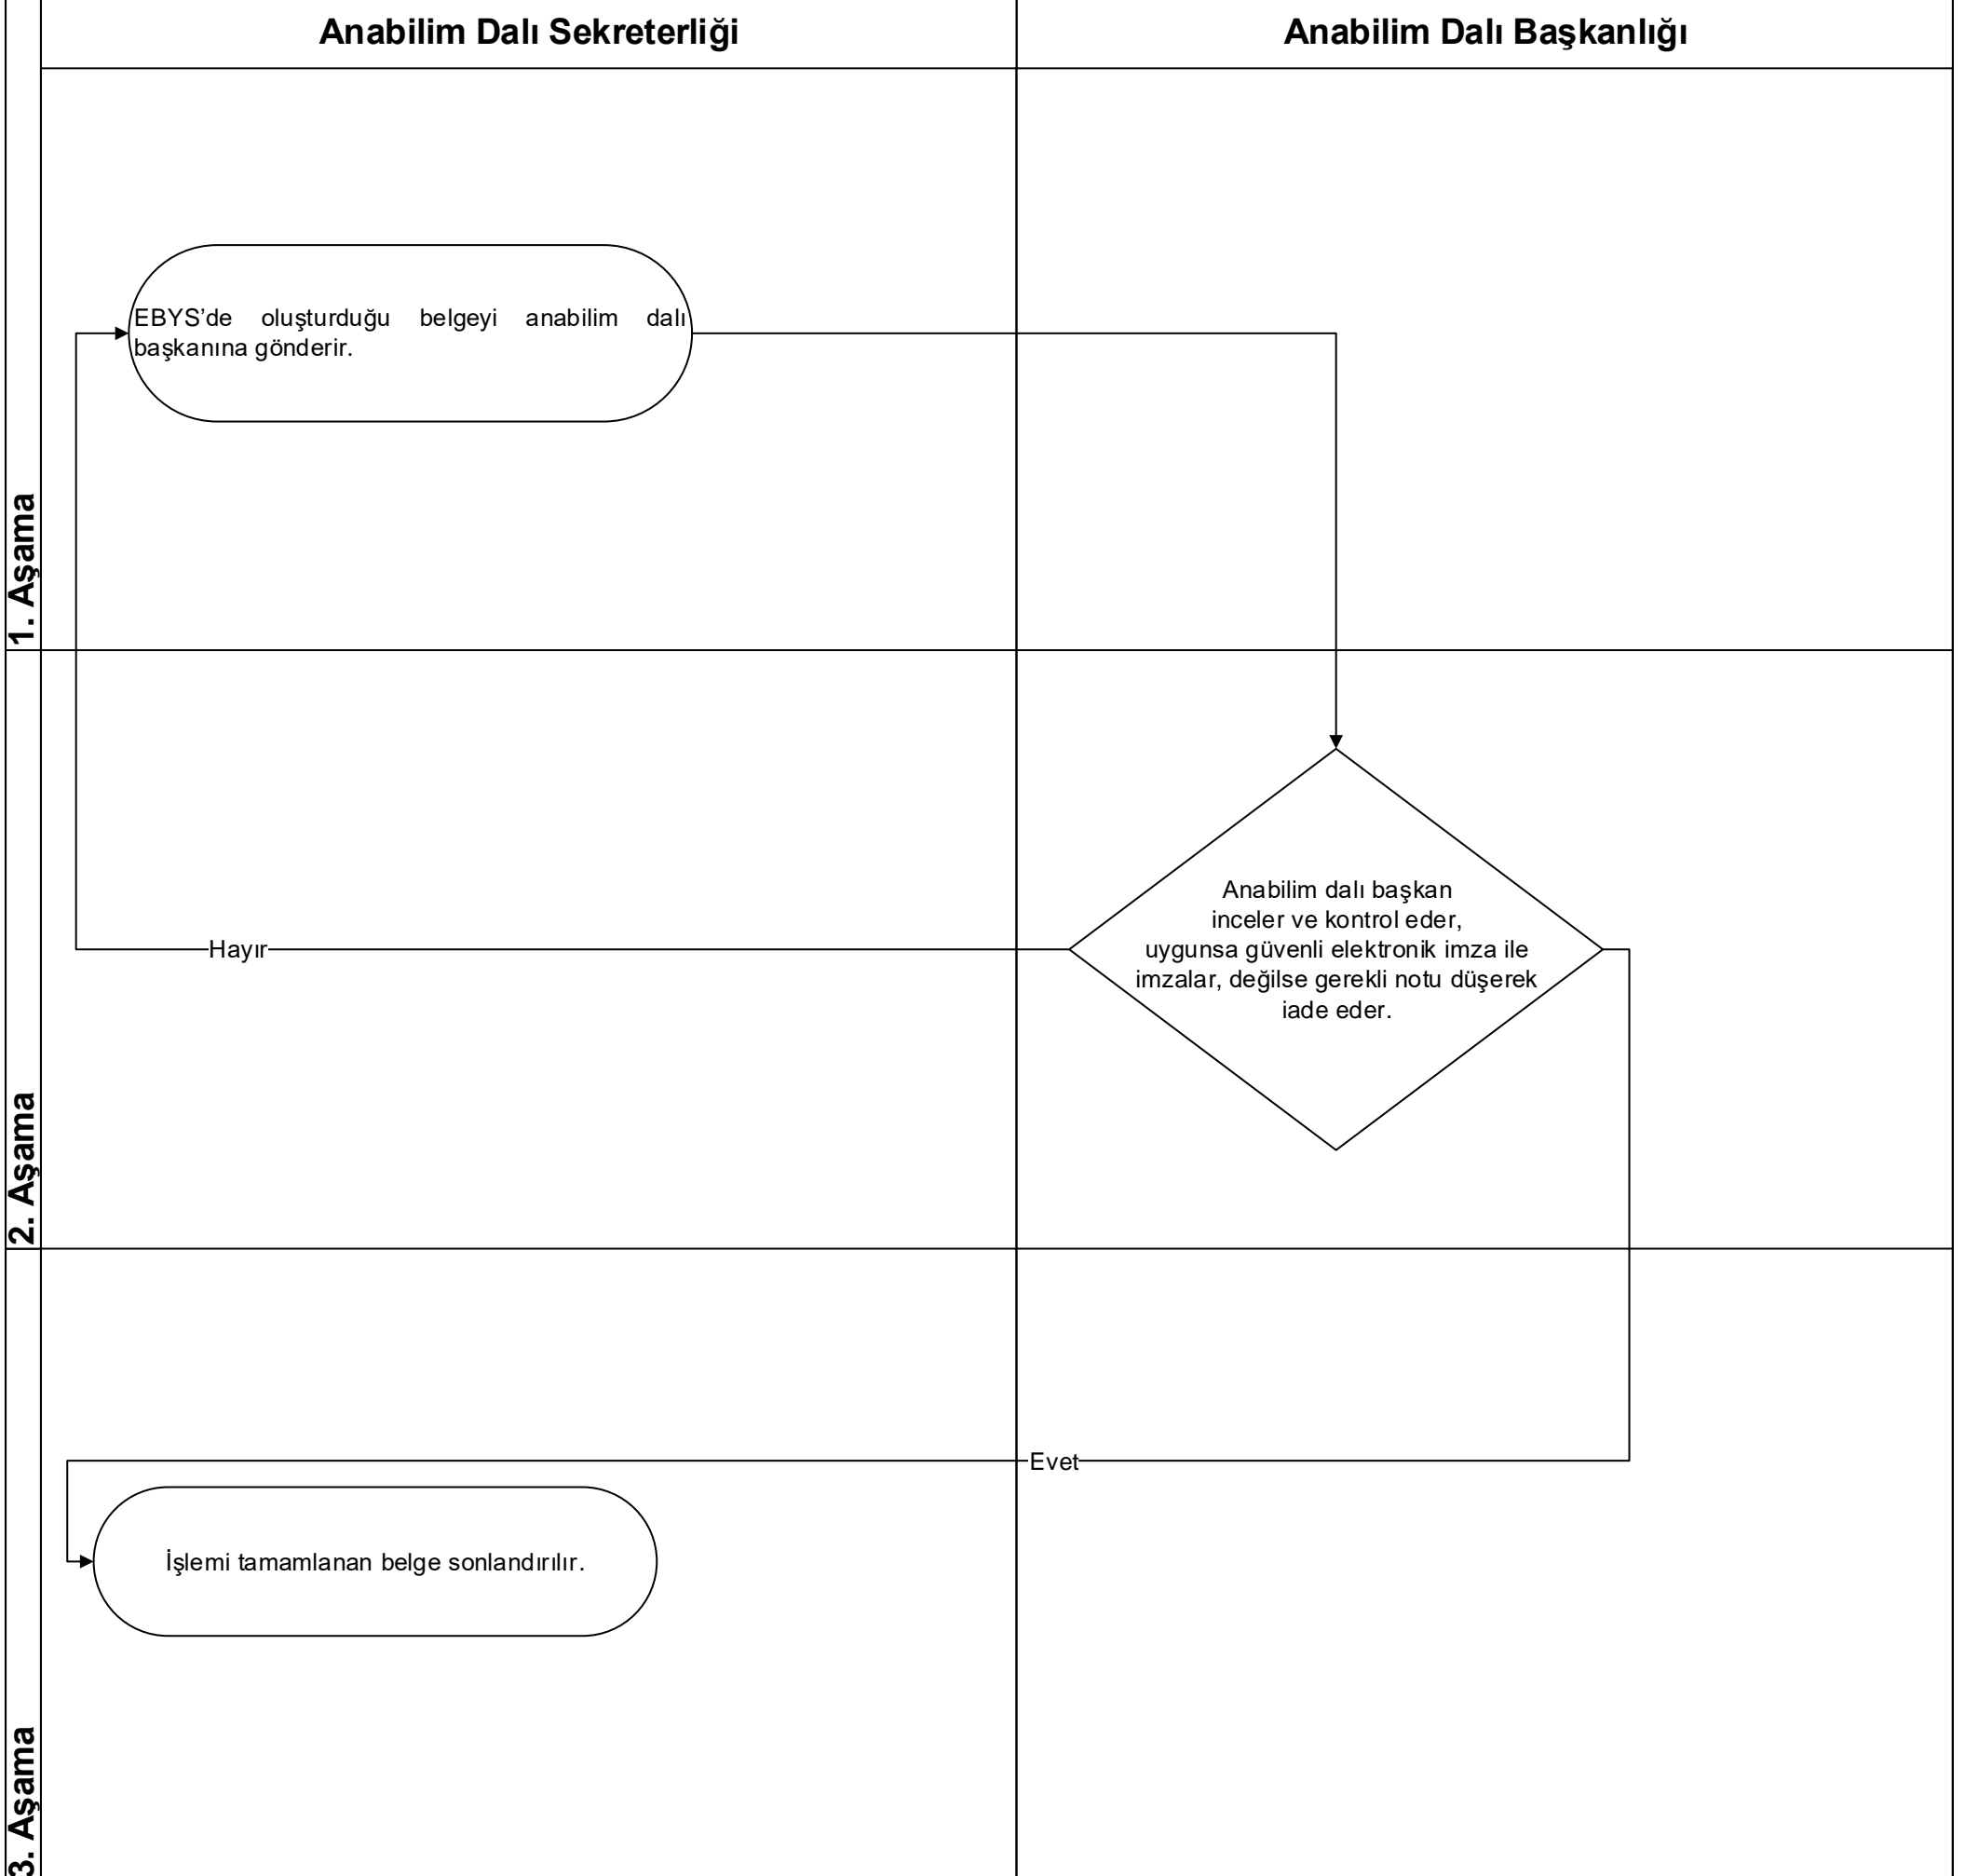 Anabilim Dalı Sekreterliği
Anabilim Dalı Başkanlığı
1. Aşama
EBYS’de oluşturduğu belgeyi anabilim dalı
başkanına gönderir.
2. Aşama
Anabilim dalı başkan
inceler ve kontrol eder,
uygunsa güvenli elektronik imza ile
imzalar, değilse gerekli notu düşerek
iade eder.
Hayır
3. Aşama
Evet
İşlemi tamamlanan belge sonlandırılır.